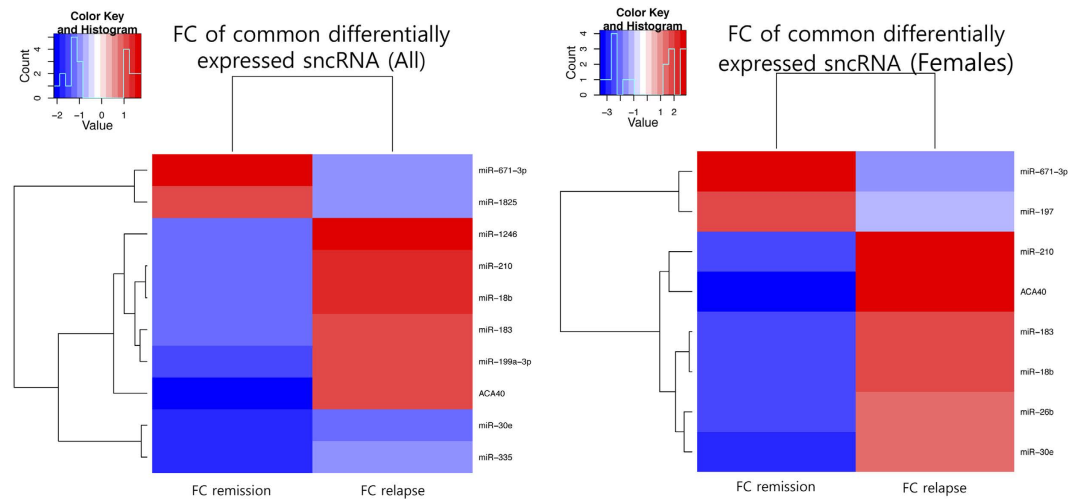 Color Key
and Histogram
Count
0 2 4
−2 −1 0 1
Value
FC of common differentially
expressed sncRNA (All)
miR−671−3p
miR−1825
miR−1246
miR−210
miR−18b
miR−183
miR−199a−3p
ACA40
miR−30e
miR−335
FC remission
FC relapse
Color Key
and Histogram
Count
0 1 2 3 4
−3 −1 1 2
Value
FC of common differentially
expressed sncRNA (Females)
miR−671−3p
miR−197
miR−210
ACA40
miR−183
miR−18b
miR−26b
miR−30e
FC remission
FC relapse